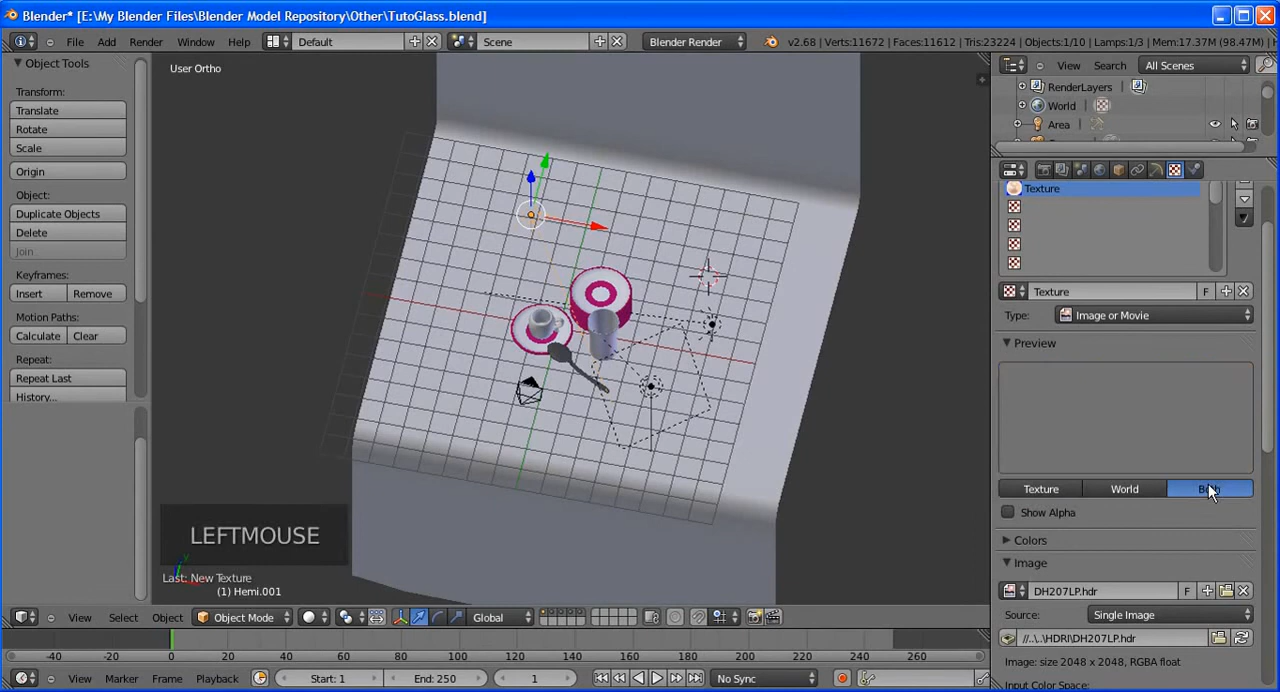 Blender* [E:\My Blender Files\Blender Model Repository\Other\TutoGlass.blend]
File Add Render Window Help Default Scene Blender Render v2.68 | Verts:11672 | Faces:11612 | Tris:23224 | Objects:1/10 | Lamps:1/3 | Mem:17.37M (98.47M) | H
Object Tools
Transform:
Translate
Rotate
Scale
Origin
Object:
Duplicate Objects
Delete
Join
Keyframes:
Insert Remove
Motion Paths:
Calculate Clear
Repeat:
Repeat Last
History...
User Ortho
LEFTMOUSE
Last: New Texture
(1) Hemi.001
View Search All Scenes
RenderLayers
World
Area
Texture
Texture F
Type: Image or Movie
Preview
Texture World Both
Show Alpha
Colors
Image
DH207LP.hdr F
Source: Single Image
//..\..\HDRI\DH207LP.hdr
Image: size 2048 x 2048, RGBA float
View Select Object Object Mode Global
-40 -20 0 20 40 60 80 100 120 140 160 180 200 220 240 260
View Marker Frame Playback Start: 1 End: 250 1 No Sync